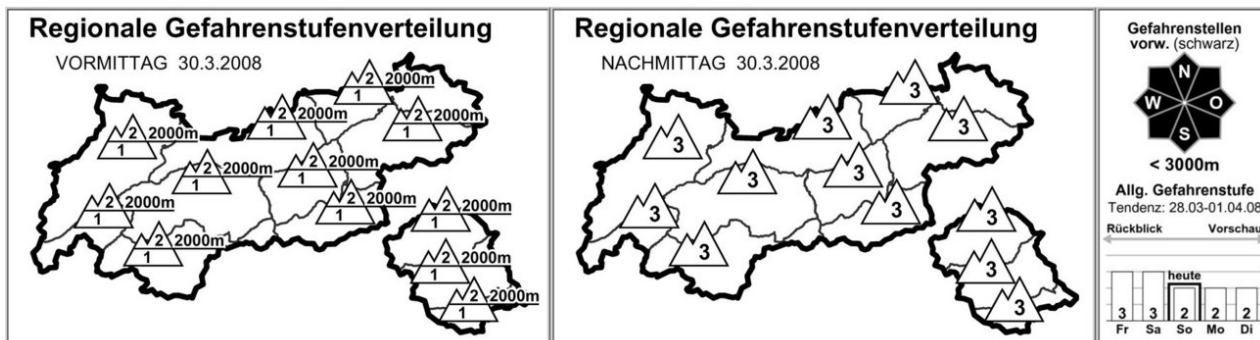 Regionale Gefahrenstufenverteilung
VORMITTAG 30.3.2008
2 2000m
1
2 2000m
1
2 2000m
1
2 2000m
1
2 2000m
1
2 2000m
1
2 2000m
1
2 2000m
1
2 2000m
1
2 2000m
1
2 2000m
1
2 2000m
1
Regionale Gefahrenstufenverteilung
NACHMITTAG 30.3.2008
3
3
3
3
3
3
3
3
3
3
3
3
Gefahrenstellen
vorw. (schwarz)
N
W O
S
< 3000m
Allg. Gefahrenstufe
Tendenz: 28.03-01.04.08
Rückblick Vorschau
heute
3 3 2 2 2
Fr Sa So Mo Di